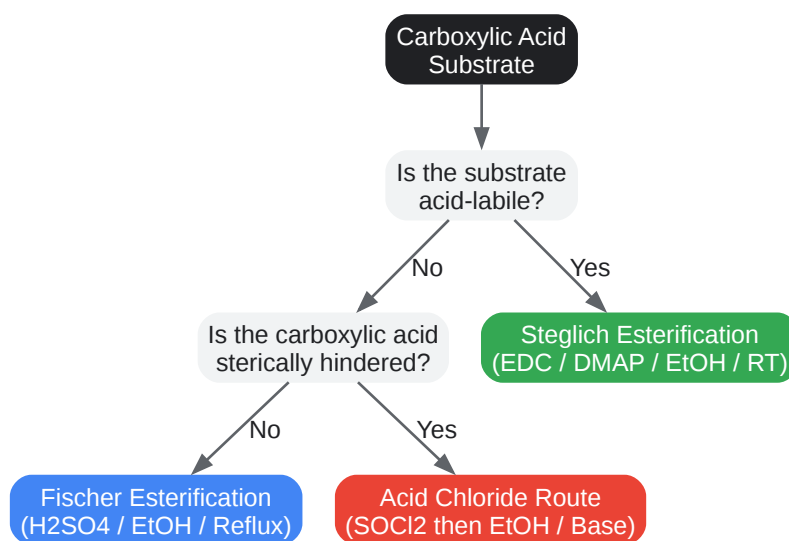 Carboxylic Acid
Substrate
Is the substrate
acid-labile?
No
Yes
Is the carboxylic acid
sterically hindered?
Steglich Esterification
(EDC / DMAP / EtOH / RT)
No
Yes
Fischer Esterification
(H2SO4 / EtOH / Reflux)
Acid Chloride Route
(SOCl2 then EtOH / Base)